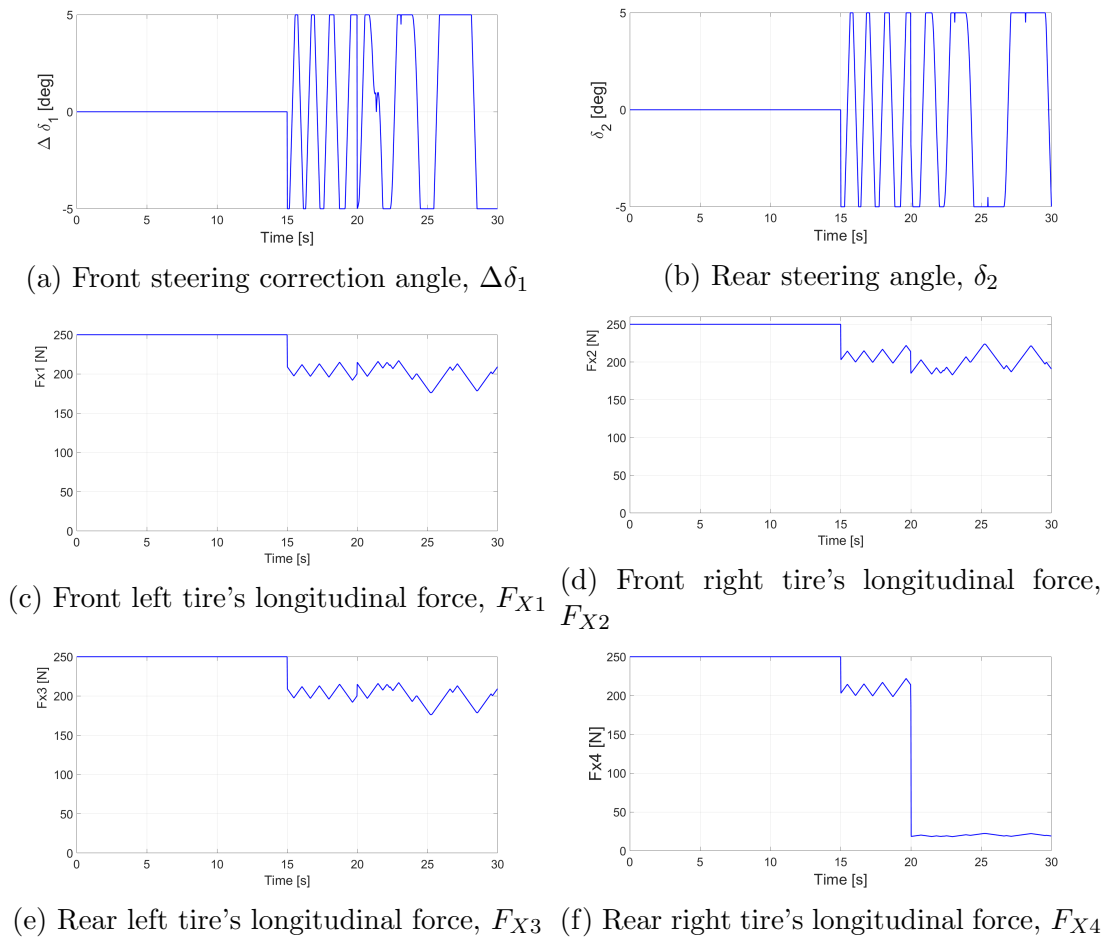 5
0
-5
Δ δ1 [deg]
0 5 10 15 20 25 30
Time [s]
(a) Front steering correction angle, Δδ1
5
0
-5
δ2 [deg]
0 5 10 15 20 25 30
Time [s]
(b) Rear steering angle, δ2
250
200
150
100
50
0
Fx1 [N]
0 5 10 15 20 25 30
Time [s]
(c) Front left tire's longitudinal force, FX1
250
200
150
100
50
0
Fx2 [N]
0 5 10 15 20 25 30
Time [s]
(d) Front right tire's longitudinal force,
FX2
250
200
150
100
50
0
Fx3 [N]
0 5 10 15 20 25 30
Time [s]
(e) Rear left tire's longitudinal force, FX3
250
200
150
100
50
0
Fx4 [N]
0 5 10 15 20 25 30
Time [s]
(f) Rear right tire's longitudinal force, FX4